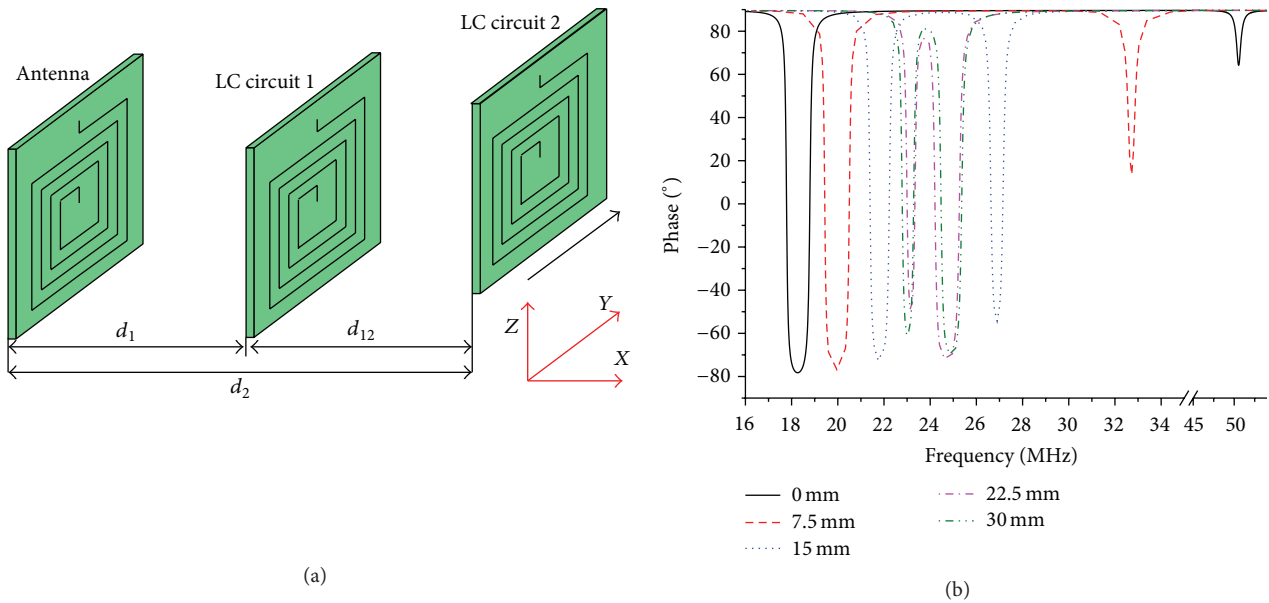 Antenna
LC circuit 1
LC circuit 2
d1
d12
d2
Z
Y
X
(a)
Phase (°)
80
60
40
20
0
−20
−40
−60
−80
16 18 20 22 24 26 28 30 32 34 45 50
Frequency (MHz)
0 mm
7.5 mm
15 mm
22.5 mm
30 mm
(b)